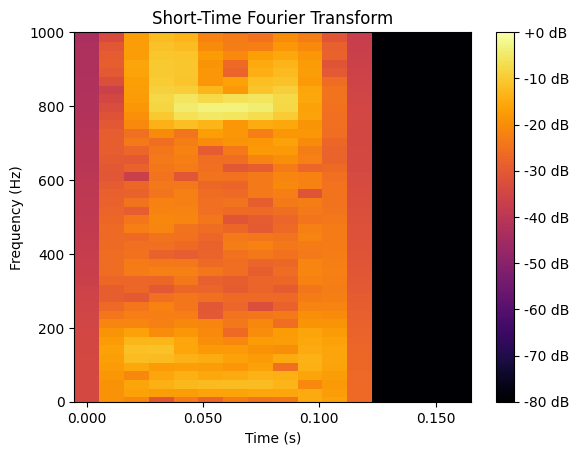 Short-Time Fourier Transform
1000
800
600
400
200
0
Frequency (Hz)
0.000
0.050
0.100
0.150
Time (s)
+0 dB
-10 dB
-20 dB
-30 dB
-40 dB
-50 dB
-60 dB
-70 dB
-80 dB